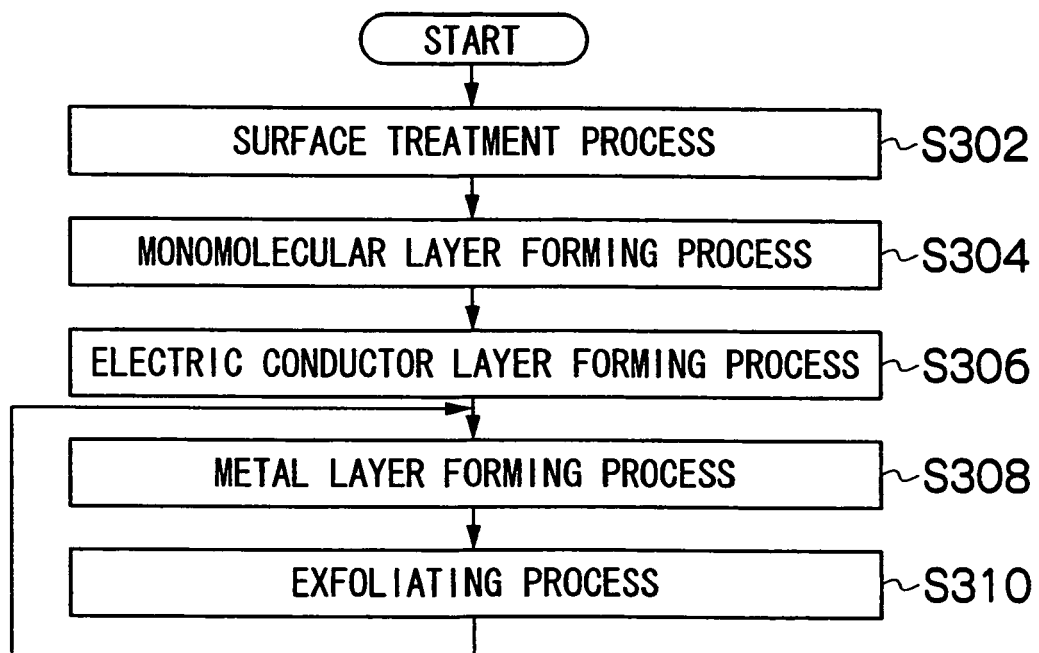 START
SURFACE TREATMENT PROCESS S302
MONOMOLECULAR LAYER FORMING PROCESS S304
ELECTRIC CONDUCTOR LAYER FORMING PROCESS S306
METAL LAYER FORMING PROCESS S308
EXFOLIATING PROCESS S310